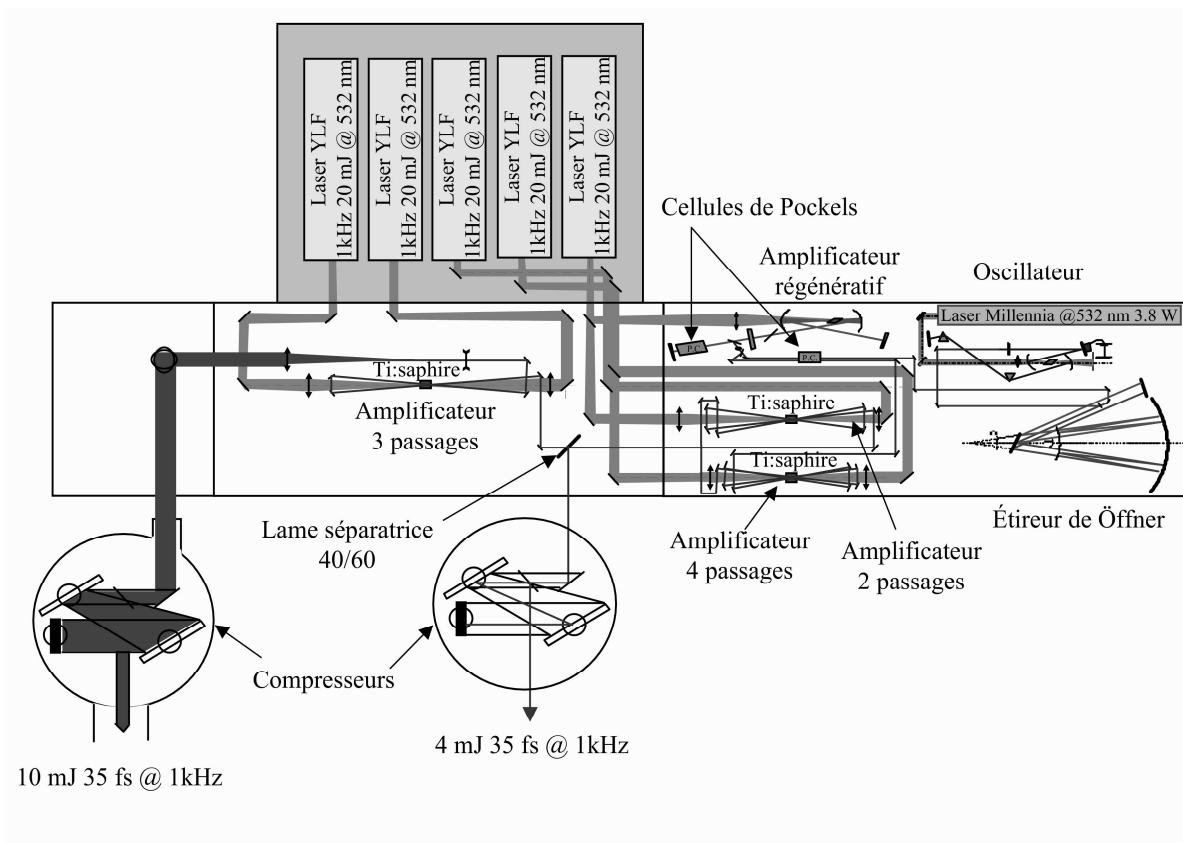 Laser YLF
1kHz 20 mJ @ 532 nm
Laser YLF
1kHz 20 mJ @ 532 nm
Laser YLF
1kHz 20 mJ @ 532 nm
Laser YLF
1kHz 20 mJ @ 532 nm
Laser YLF
1kHz 20 mJ @ 532 nm
Cellules de Pockels
Amplificateur
régénératif
Oscillateur
Laser Millennia @532 nm 3.8 W
P.C.
P.C.
Ti:saphire
Amplificateur
3 passages
Ti:saphire
Ti:saphire
Lame séparatrice
40/60
Amplificateur
4 passages
Amplificateur
2 passages
Étireur de Öffner
Compresseurs
4 mJ 35 fs @ 1kHz
10 mJ 35 fs @ 1kHz